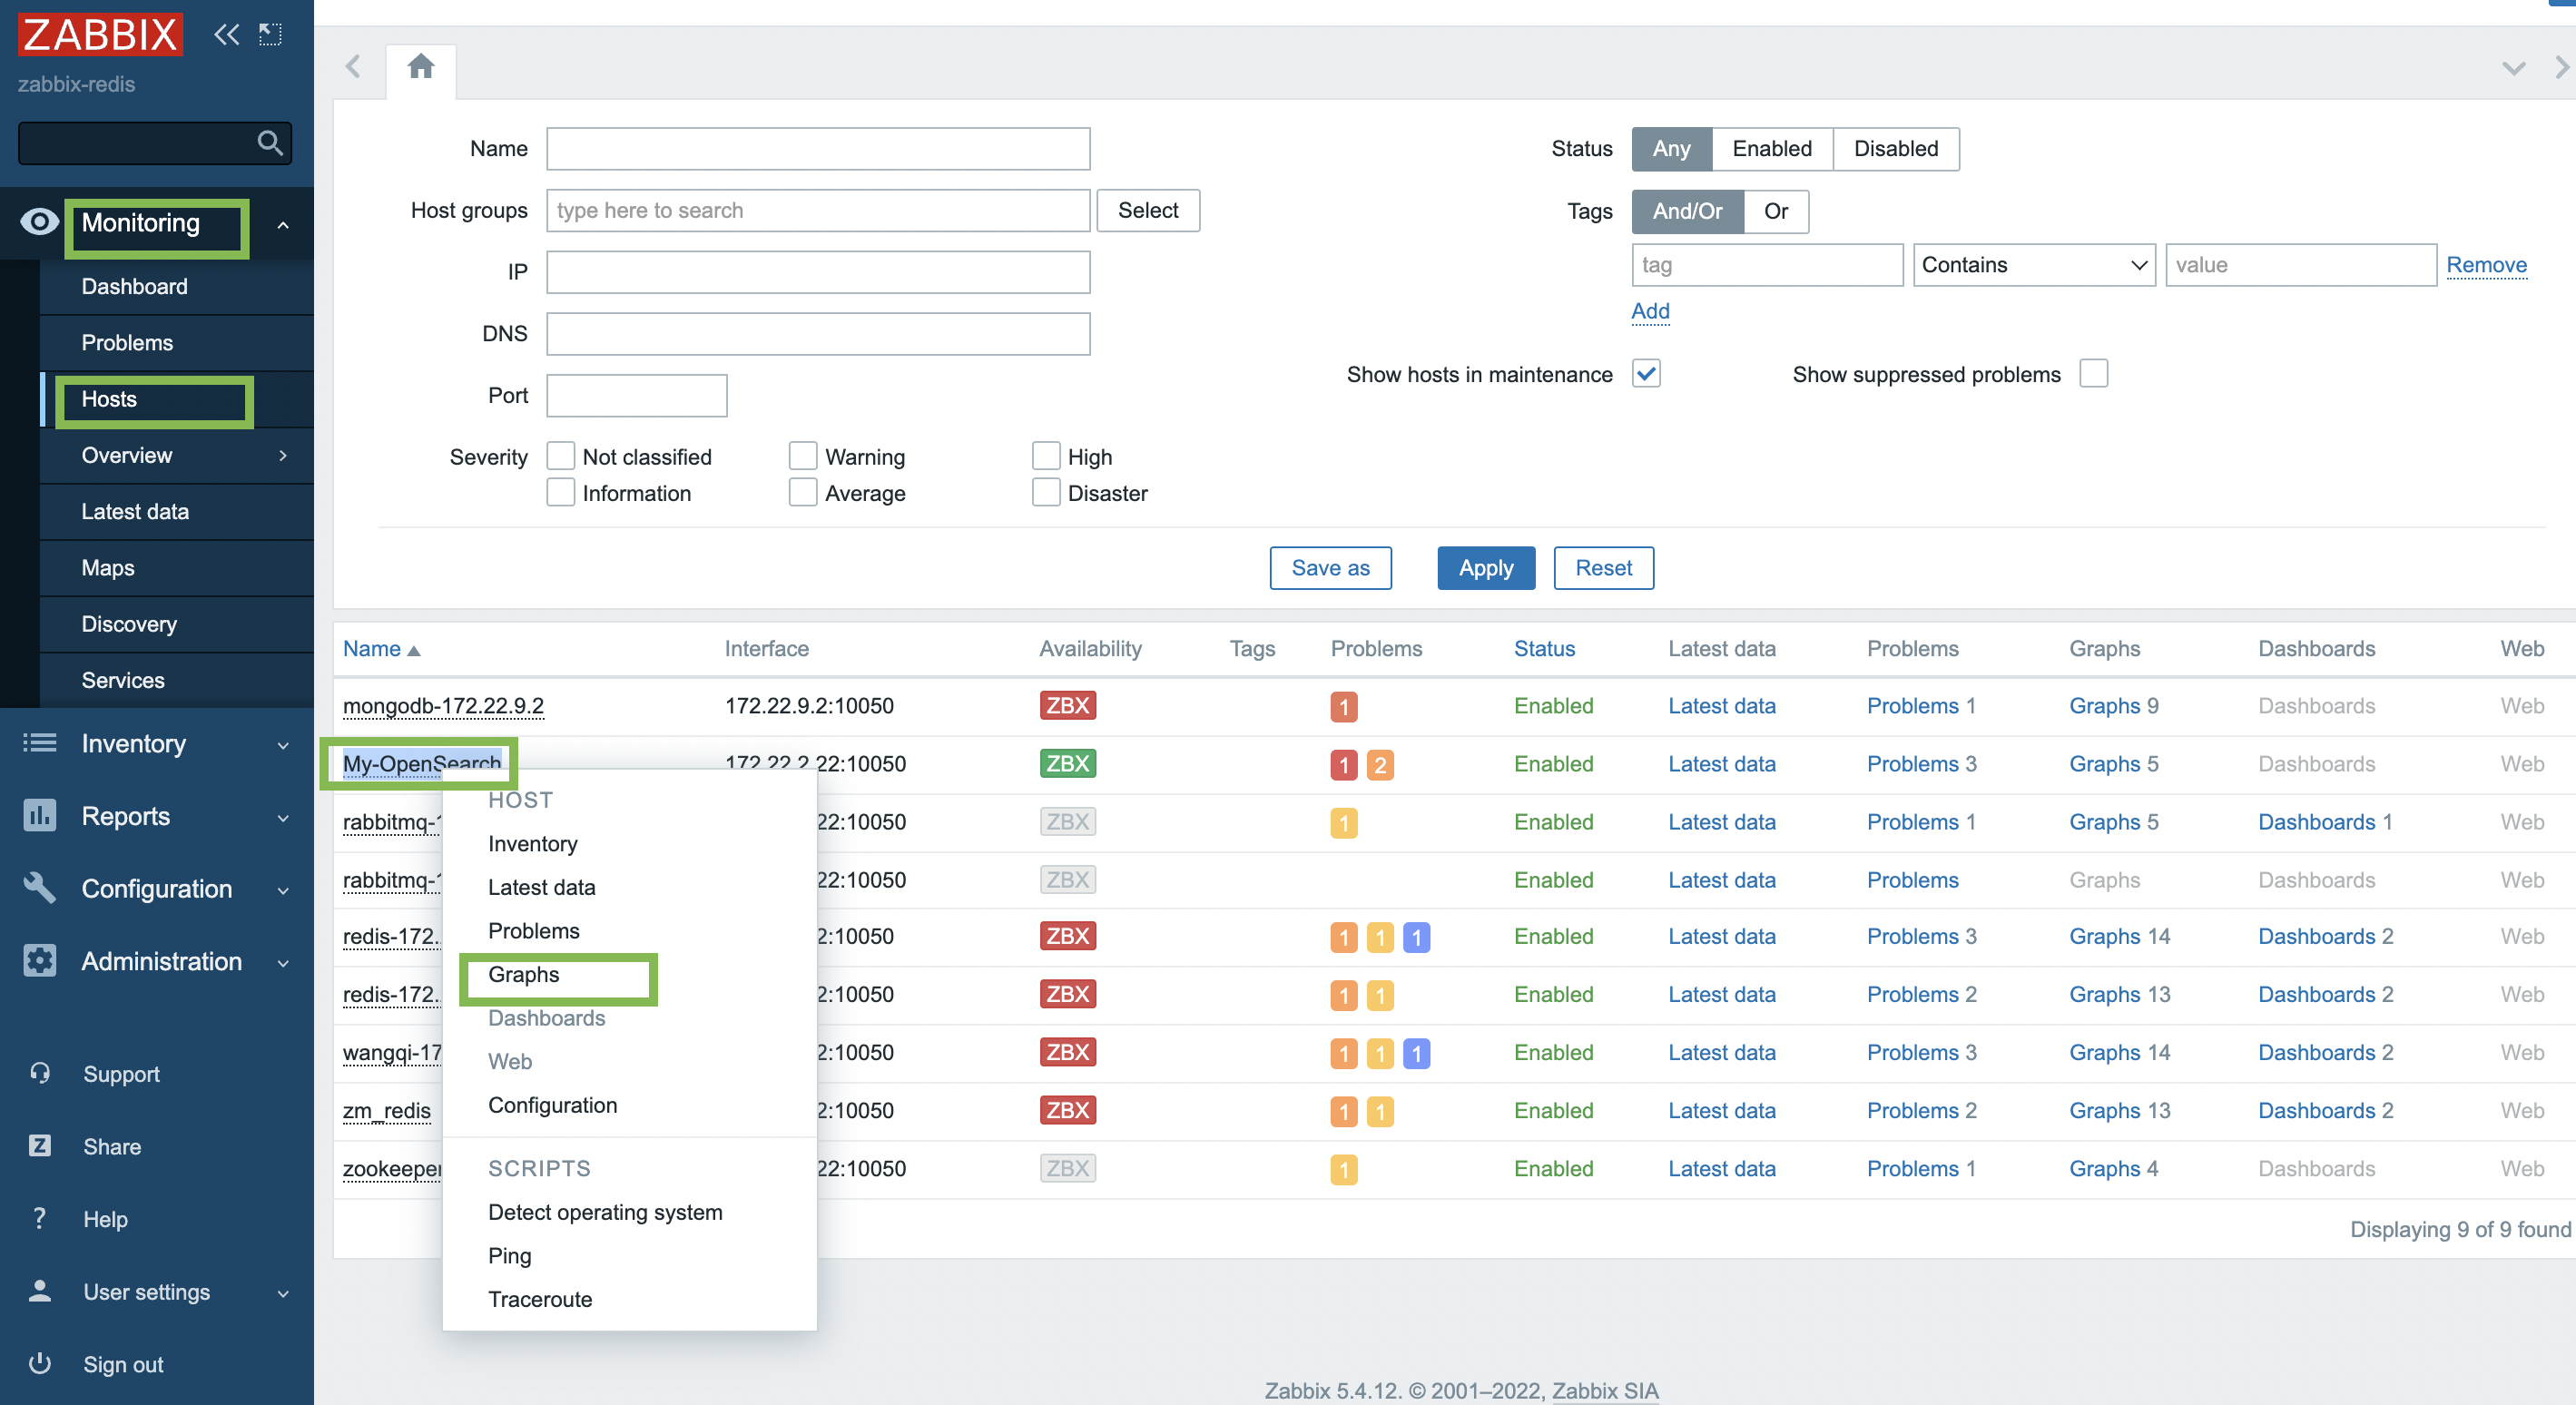 ZABBIX
zabbix-redis
Monitoring
Dashboard
Problems
Hosts
Overview
Latest data
Maps
Discovery
Services
Inventory
Reports
Configuration
Administration
Support
Z Share
? Help
User settings
Sign out
Name
Host groups type here to search Select
IP
DNS
Port
Severity Not classified Warning High
Information Average Disaster
Status Any Enabled Disabled
Tags And/Or Or
tag Contains value Remove
Add
Show hosts in maintenance Show suppressed problems
Save as Apply Reset
Name Interface Availability Tags Problems Status Latest data Problems Graphs Dashboards Web
mongodb-172.22.9.2 172.22.9.2:10050 ZBX 1 Enabled Latest data Problems 1 Graphs 9 Dashboards Web
My-OpenSearch 172.22.2.22:10050 ZBX 1 2 Enabled Latest data Problems 3 Graphs 5 Dashboards Web
rabbitmq-1 22:10050 ZBX 1 Enabled Latest data Problems 1 Graphs 5 Dashboards 1 Web
rabbitmq-1 22:10050 ZBX Enabled Latest data Problems Graphs Dashboards Web
redis-172. 2:10050 ZBX 1 1 1 Enabled Latest data Problems 3 Graphs 14 Dashboards 2 Web
redis-172. 2:10050 ZBX 1 1 Enabled Latest data Problems 2 Graphs 13 Dashboards 2 Web
wangqi-17 2:10050 ZBX 1 1 1 Enabled Latest data Problems 3 Graphs 14 Dashboards 2 Web
zm_redis 2:10050 ZBX 1 1 Enabled Latest data Problems 2 Graphs 13 Dashboards 2 Web
zookeeper 22:10050 ZBX 1 Enabled Latest data Problems 1 Graphs 4 Dashboards Web
HOST
Inventory
Latest data
Problems
Graphs
Dashboards
Web
Configuration
SCRIPTS
Detect operating system
Ping
Traceroute
Displaying 9 of 9 found
Zabbix 5.4.12. © 2001–2022, Zabbix SIA